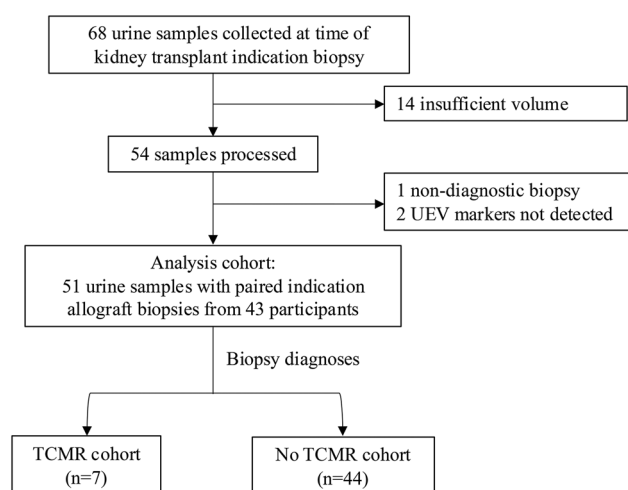 68 urine samples collected at time of
kidney transplant indication biopsy
14 insufficient volume
54 samples processed
1 non-diagnostic biopsy
2 UEV markers not detected
Analysis cohort:
51 urine samples with paired indication
allograft biopsies from 43 participants
Biopsy diagnoses
TCMR cohort
(n=7)
No TCMR cohort
(n=44)